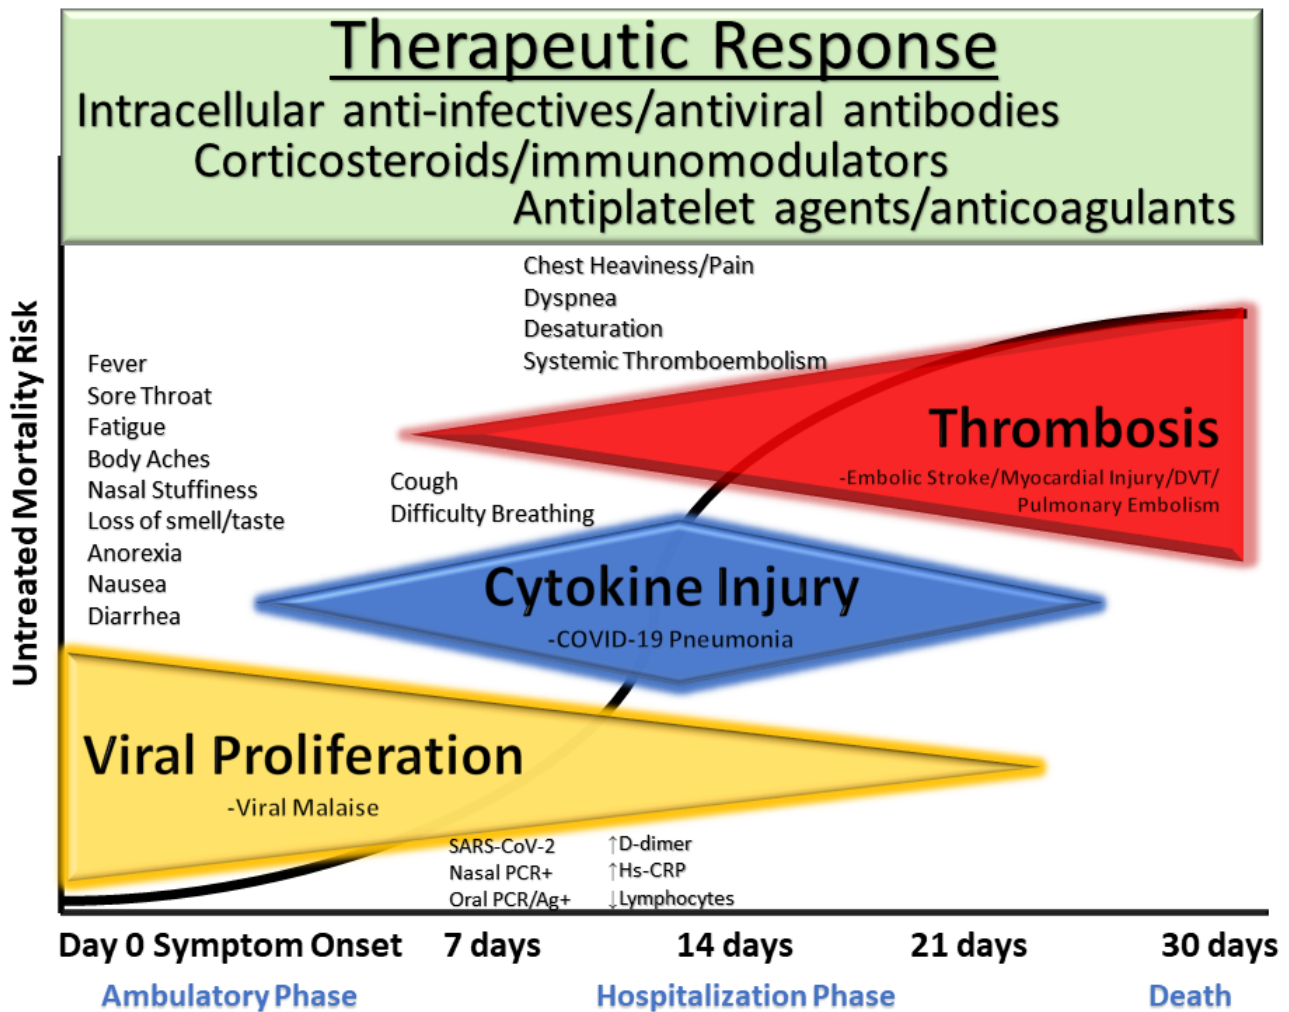 Therapeutic Response
Intracellular anti-infectives/antiviral antibodies
Corticosteroids/immunomodulators
Antiplatelet agents/anticoagulants
Untreated Mortality Risk
Chest Heaviness/Pain
Dyspnea
Desaturation
Systemic Thromboembolism
Fever
Sore Throat
Fatigue
Body Aches
Nasal Stuffiness
Loss of smell/taste
Anorexia
Nausea
Diarrhea
Thrombosis
-Embolic Stroke/Myocardial Injury/DVT/
Pulmonary Embolism
Cough
Difficulty Breathing
Cytokine Injury
-COVID-19 Pneumonia
Viral Proliferation
-Viral Malaise
SARS-CoV-2
Nasal PCR+
Oral PCR/Ag+
↑D-dimer
↑Hs-CRP
↓Lymphocytes
Day 0 Symptom Onset 7 days 14 days 21 days 30 days
Ambulatory Phase Hospitalization Phase Death